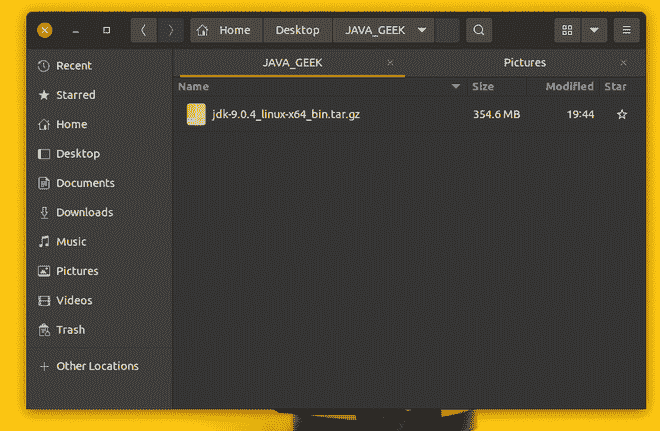 Home Desktop JAVA_GEEK
JAVA_GEEK Pictures
Name Size Modified Star
jdk-9.0.4_linux-x64_bin.tar.gz 354.6 MB 19:44
Recent
Starred
Home
Desktop
Documents
Downloads
Music
Pictures
Videos
Trash
Other Locations